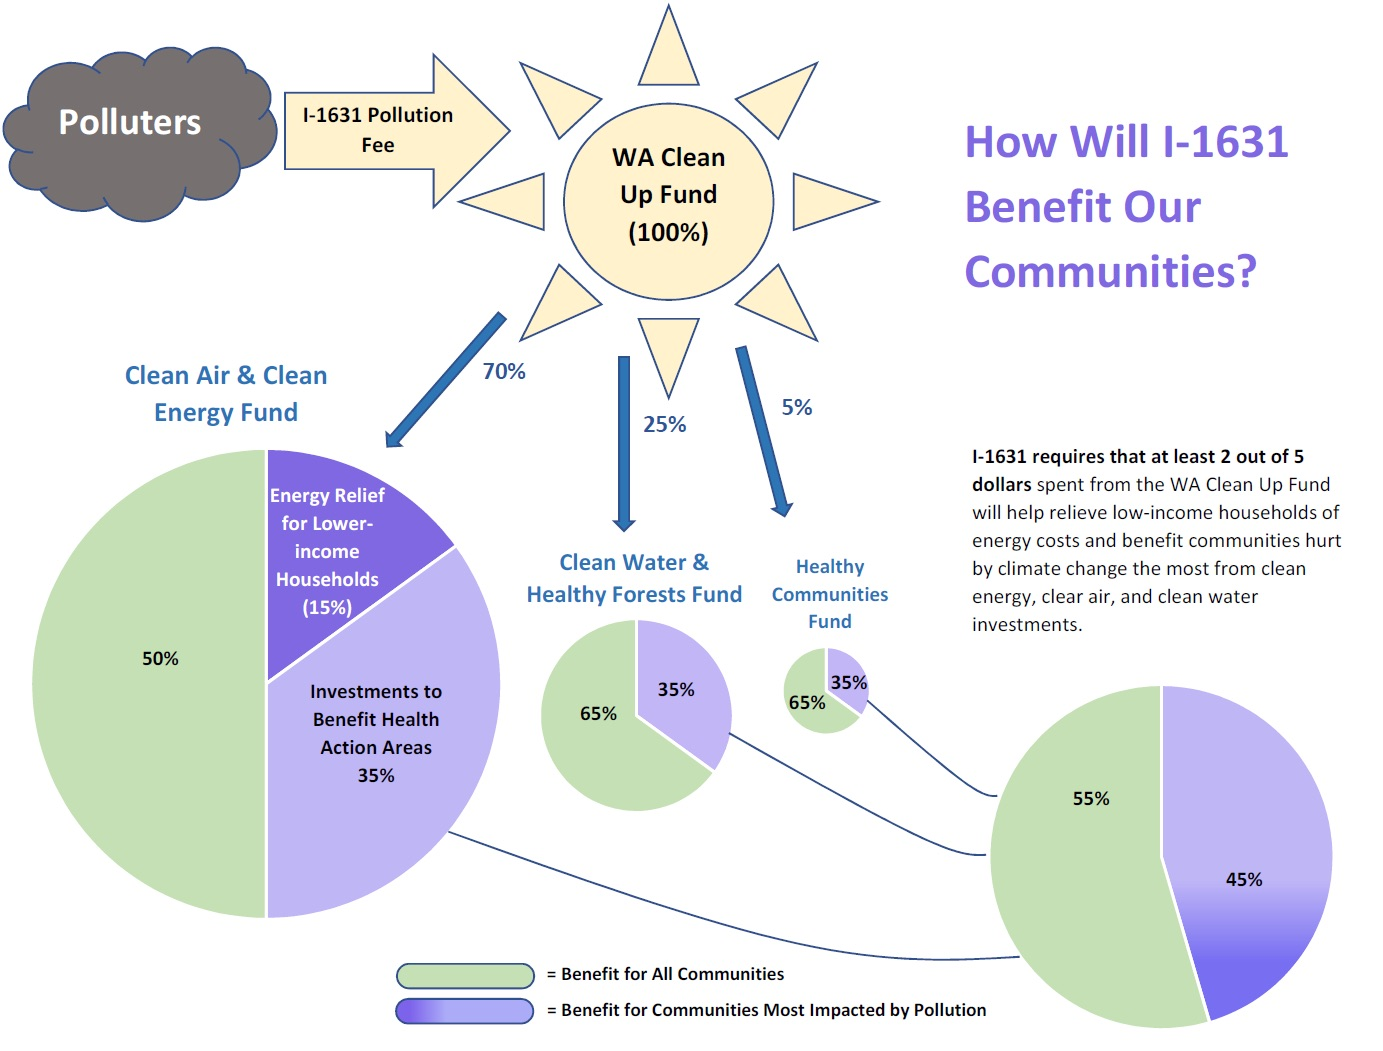 Polluters
I-1631 Pollution
Fee
WA Clean
Up Fund
(100%)
How Will I-1631
Benefit Our
Communities?
70%
25%
5%
Clean Air & Clean
Energy Fund
Energy Relief
for Lower-
income
Households
(15%)
50%
Investments to
Benefit Health
Action Areas
35%
Clean Water &
Healthy Forests Fund
35%
65%
Healthy
Communities
Fund
35%
65%
I-1631 requires that at least 2 out of 5
dollars spent from the WA Clean Up Fund
will help relieve low-income households of
energy costs and benefit communities hurt
by climate change the most from clean
energy, clear air, and clean water
investments.
55%
45%
= Benefit for All Communities
= Benefit for Communities Most Impacted by Pollution